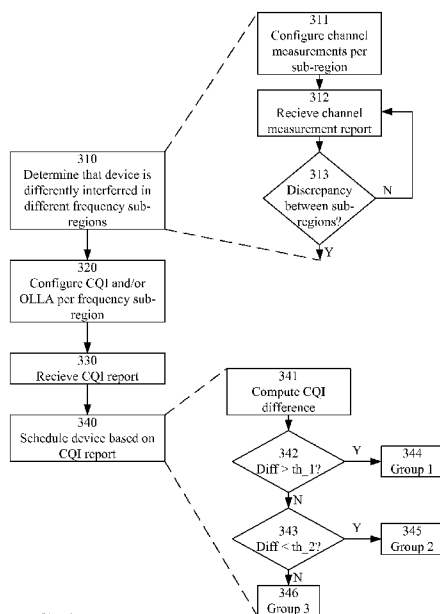 311
Configure channel
measurements per
sub-region
312
Recieve channel
measurement report
313
Discrepancy
between sub-
regions?
N
Y
310
Determine that device is
differently interfered in
different frequency sub-
regions
320
Configure CQI and/or
OLLA per frequency sub-
region
330
Recieve CQI report
340
Schedule device based on
CQI report
341
Compute CQI
difference
342
Diff > th_1?
Y
344
Group 1
N
343
Diff < th_2?
Y
345
Group 2
N
346
Group 3